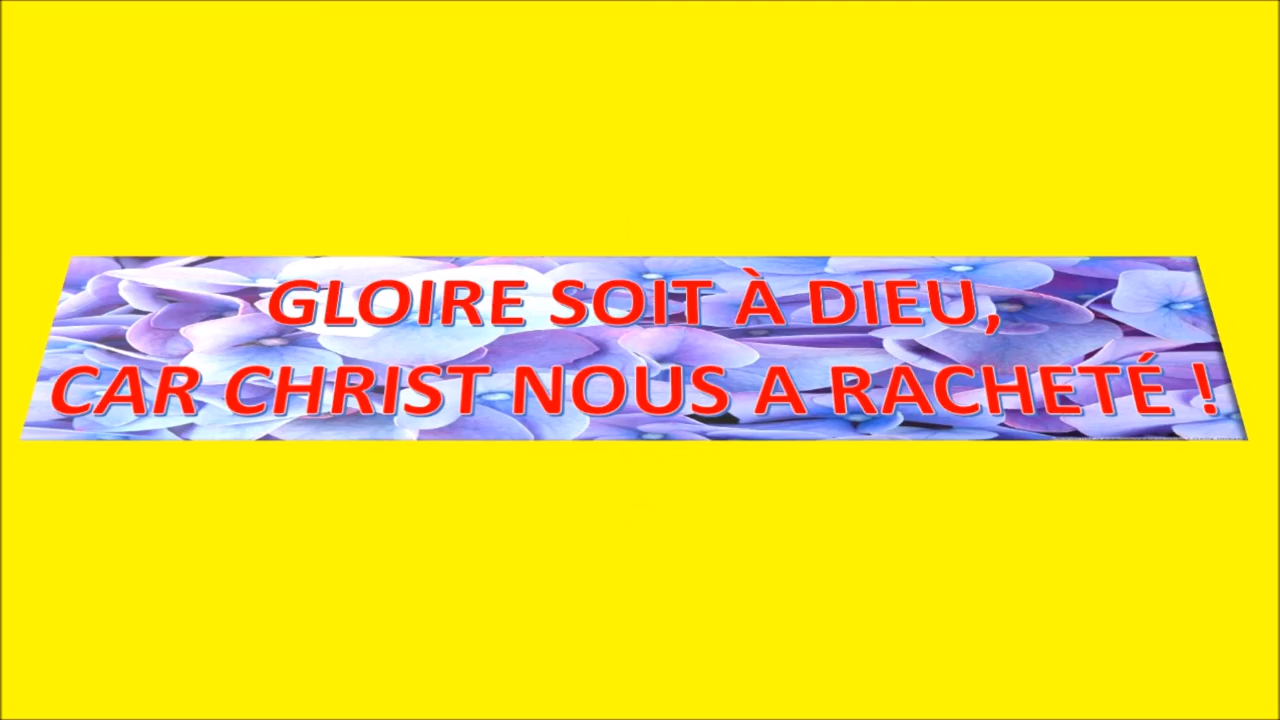 GLOIRE SOIT À DIEU,
CAR CHRIST NOUS A RACHETÉ !